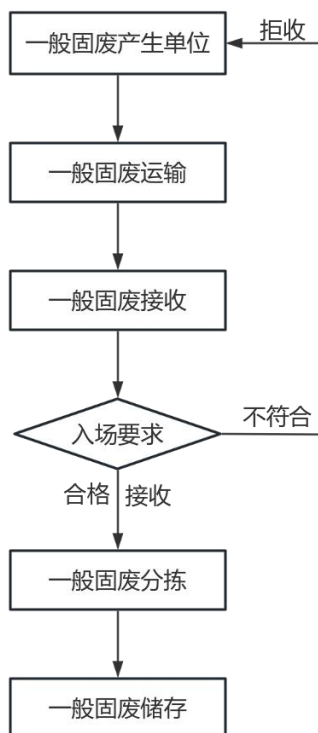 一般固废产生单位
拒收
一般固废运输
一般固废接收
入场要求
不符合
合格 接收
一般固废分拣
一般固废储存